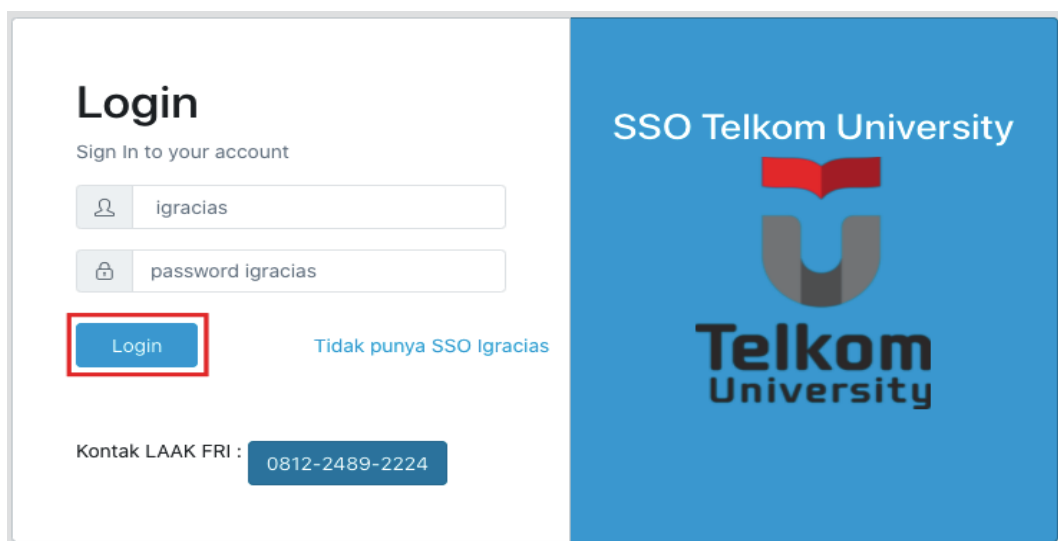 Login
Sign In to your account
igracias
password igracias
Login
Tidak punya SSO Igracias
Kontak LAAK FRI :
0812-2489-2224
SSO Telkom University
Telkom
University